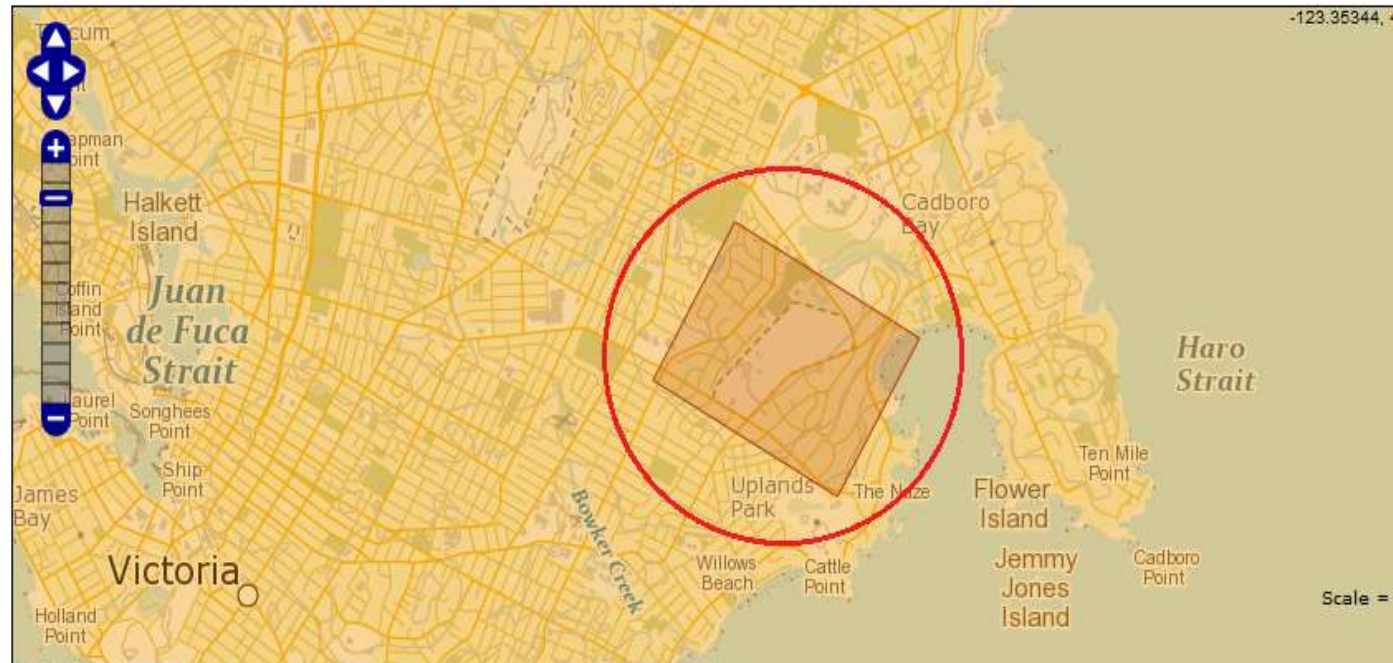 -123.35344, 4
Point
Halkett
Island
Cadboro
Bay
Juan
de Fuca
Strait
Island
Point
Haro
Strait
Point
Songhees
Point
Ship
Point
Ten Mile
Point
James
Bay
Uplands
Park
The Naze
Flower
Island
Bowker Creek
Victoria
Willows
Beach
Cattle
Point
Jemmy
Jones
Island
Cadboro
Point
Scale =
Holland
Point